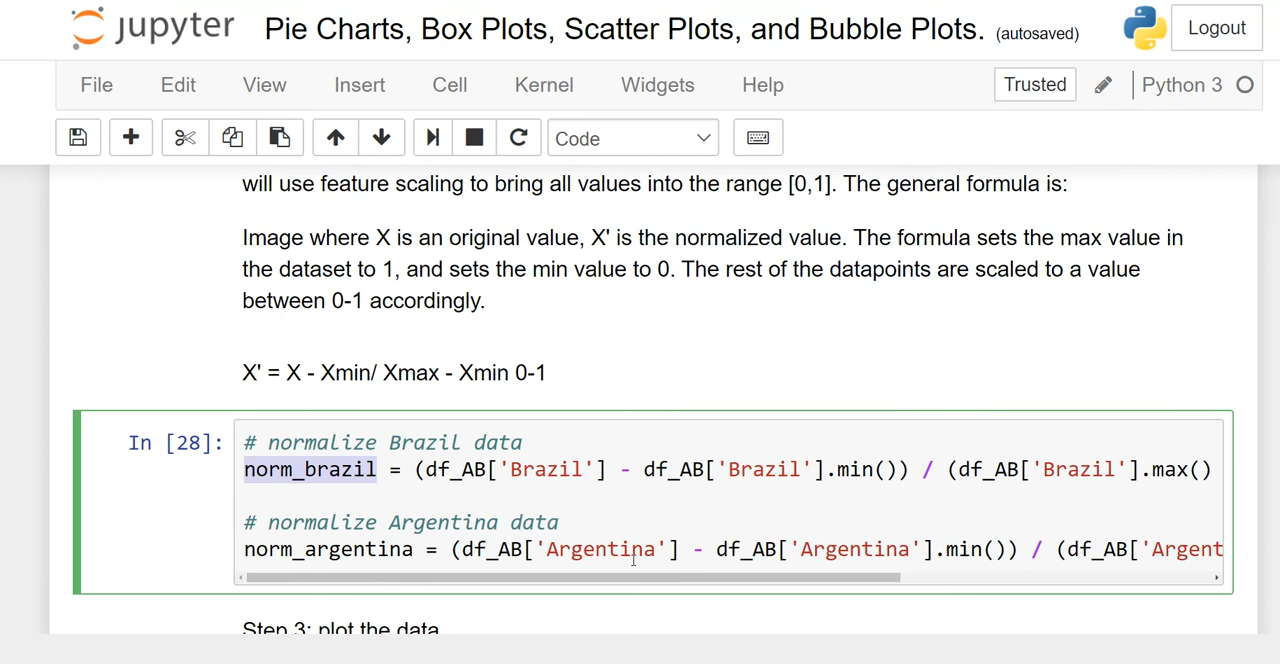 jupyter Pie Charts, Box Plots, Scatter Plots, and Bubble Plots. (autosaved) Logout
File Edit View Insert Cell Kernel Widgets Help Trusted Python 3
Code
will use feature scaling to bring all values into the range [0,1]. The general formula is:
Image where X is an original value, X' is the normalized value. The formula sets the max value in
the dataset to 1, and sets the min value to 0. The rest of the datapoints are scaled to a value
between 0-1 accordingly.
X' = X - Xmin/ Xmax - Xmin 0-1
In [28]: # normalize Brazil data
norm_brazil = (df_AB['Brazil'] - df_AB['Brazil'].min()) / (df_AB['Brazil'].max()
# normalize Argentina data
norm_argentina = (df_AB['Argentina'] - df_AB['Argentina'].min()) / (df_AB['Argent
Step 3: plot the data